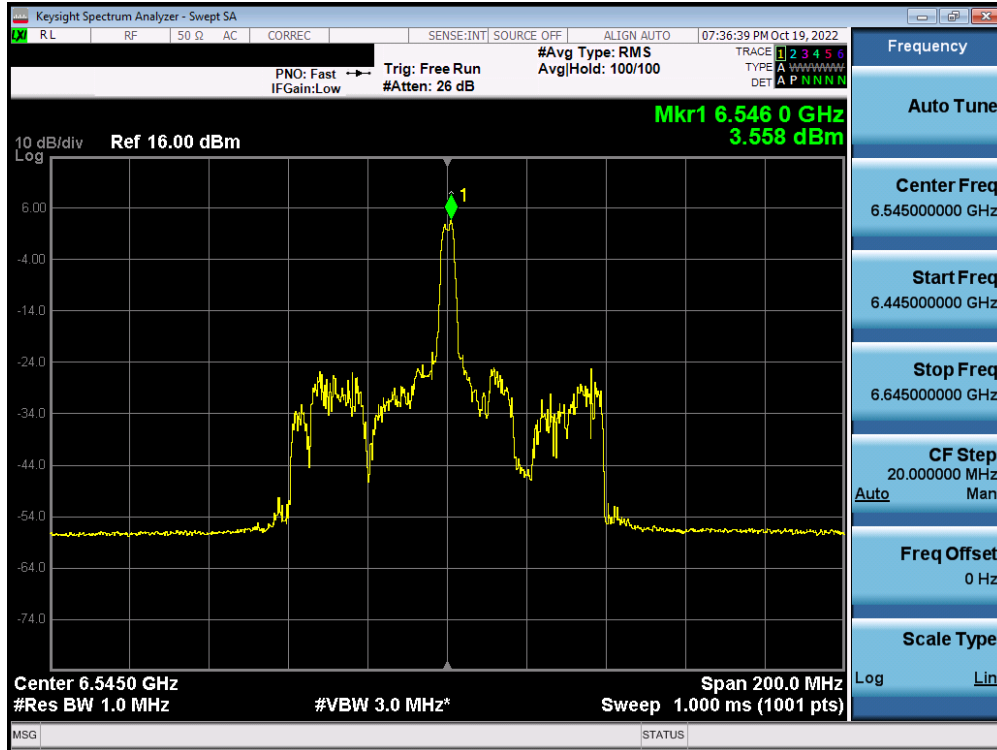 Keysight Spectrum Analyzer - Swept SA
LXI RL RF 50 Ω AC CORREC SENSE:INT SOURCE OFF ALIGN AUTO 07:36:39 PM Oct 19, 2022
PNO: Fast Trig: Free Run #Avg Type: RMS TRACE 1 2 3 4 5 6
IFGain:Low #Atten: 26 dB Avg|Hold: 100/100 TYPE A WWWWW
DET A P N N N N
Mkr1 6.546 0 GHz
3.558 dBm
10 dB/div Ref 16.00 dBm
Log
1
6.00
-4.00
-14.0
-24.0
-34.0
-44.0
-54.0
-64.0
-74.0
Center 6.5450 GHz Span 200.0 MHz
#Res BW 1.0 MHz #VBW 3.0 MHz* Sweep 1.000 ms (1001 pts)
MSG STATUS
Frequency
Auto Tune
Center Freq
6.545000000 GHz
Start Freq
6.445000000 GHz
Stop Freq
6.645000000 GHz
CF Step
20.000000 MHz
Auto Man
Freq Offset
0 Hz
Scale Type
Log Lin